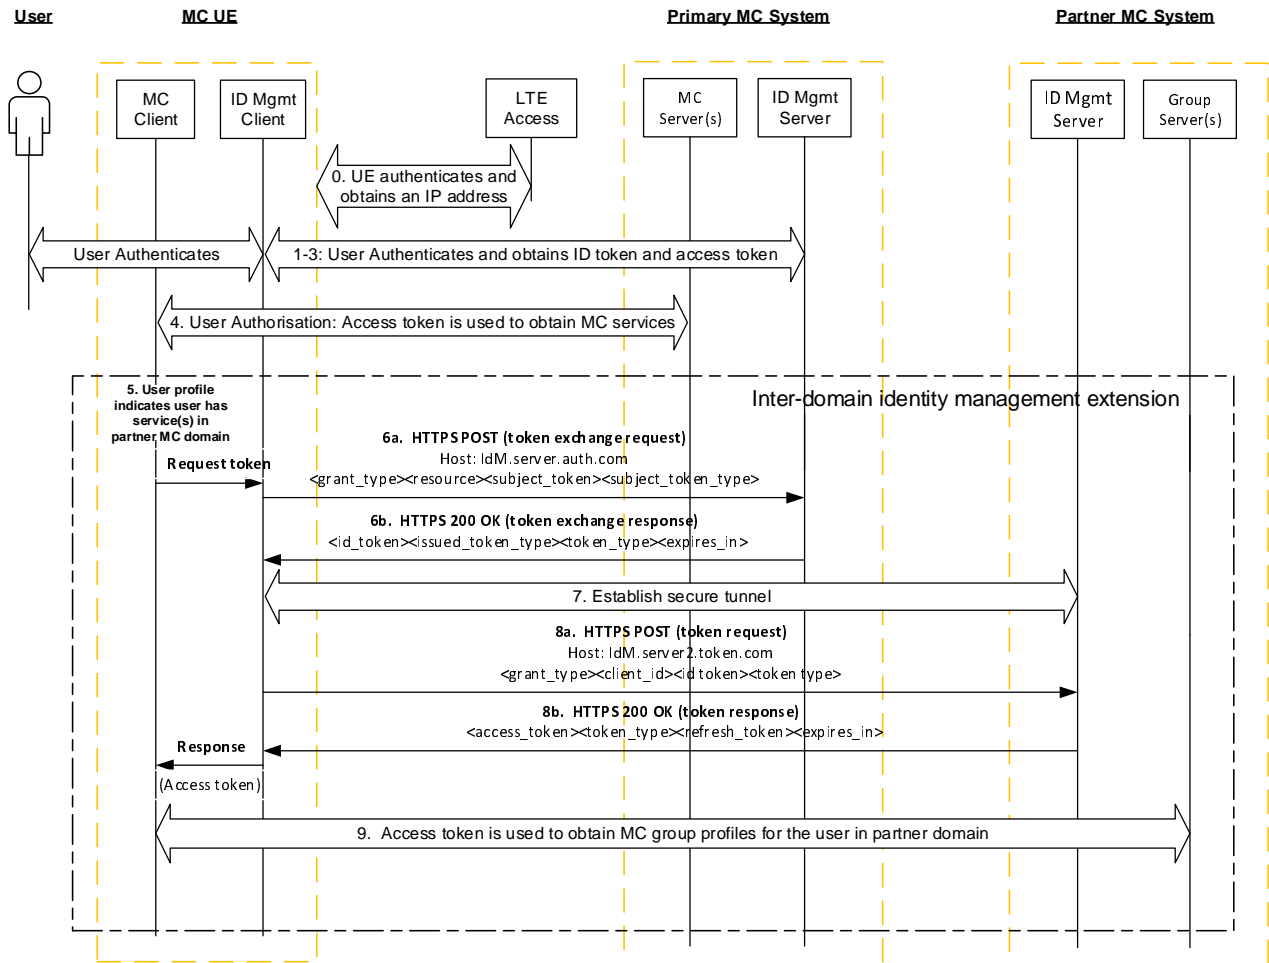 User
MC UE
Primary MC System
Partner MC System
MC
Client
ID Mgmt
Client
LTE
Access
MC
Server(s)
ID Mgmt
Server
ID Mgmt
Server
Group
Server(s)
0. UE authenticates and
obtains an IP address
User Authenticates
1-3: User Authenticates and obtains ID token and access token
4. User Authorisation: Access token is used to obtain MC services
5. User profile
indicates user has
service(s) in
partner MC domain
Inter-domain identity management extension
Request token
6a. HTTPS POST (token exchange request)
Host: IdM.server.auth.com
<grant_type><resource><subject_token><subject_token_type>
6b. HTTPS 200 OK (token exchange response)
<id_token><issued_token_type><token_type><expires_in>
7. Establish secure tunnel
8a. HTTPS POST (token request)
Host: IdM.server2.token.com
<grant_type><client_id><id token><token type>
8b. HTTPS 200 OK (token response)
<access_token><token_type><refresh_token><expires_in>
Response
(Access token)
9. Access token is used to obtain MC group profiles for the user in partner domain